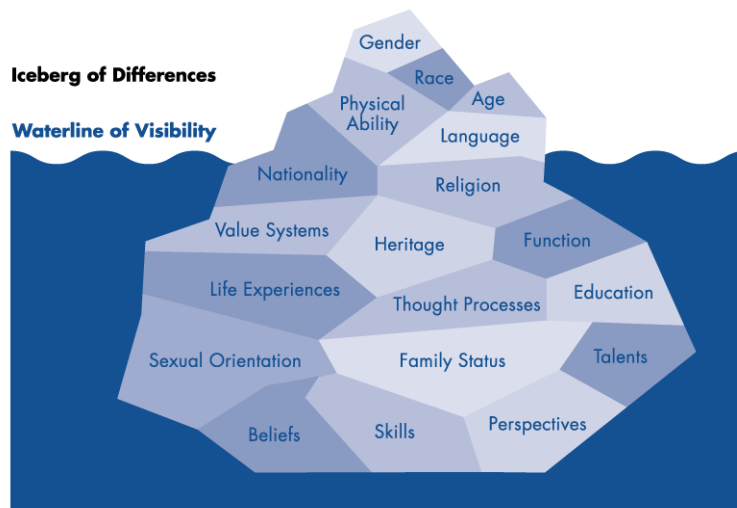 Gender
Iceberg of Differences
Race
Age
Physical
Ability
Waterline of Visibility
Language
Nationality
Religion
Value Systems
Heritage
Function
Life Experiences
Thought Processes
Education
Sexual Orientation
Family Status
Talents
Beliefs
Skills
Perspectives